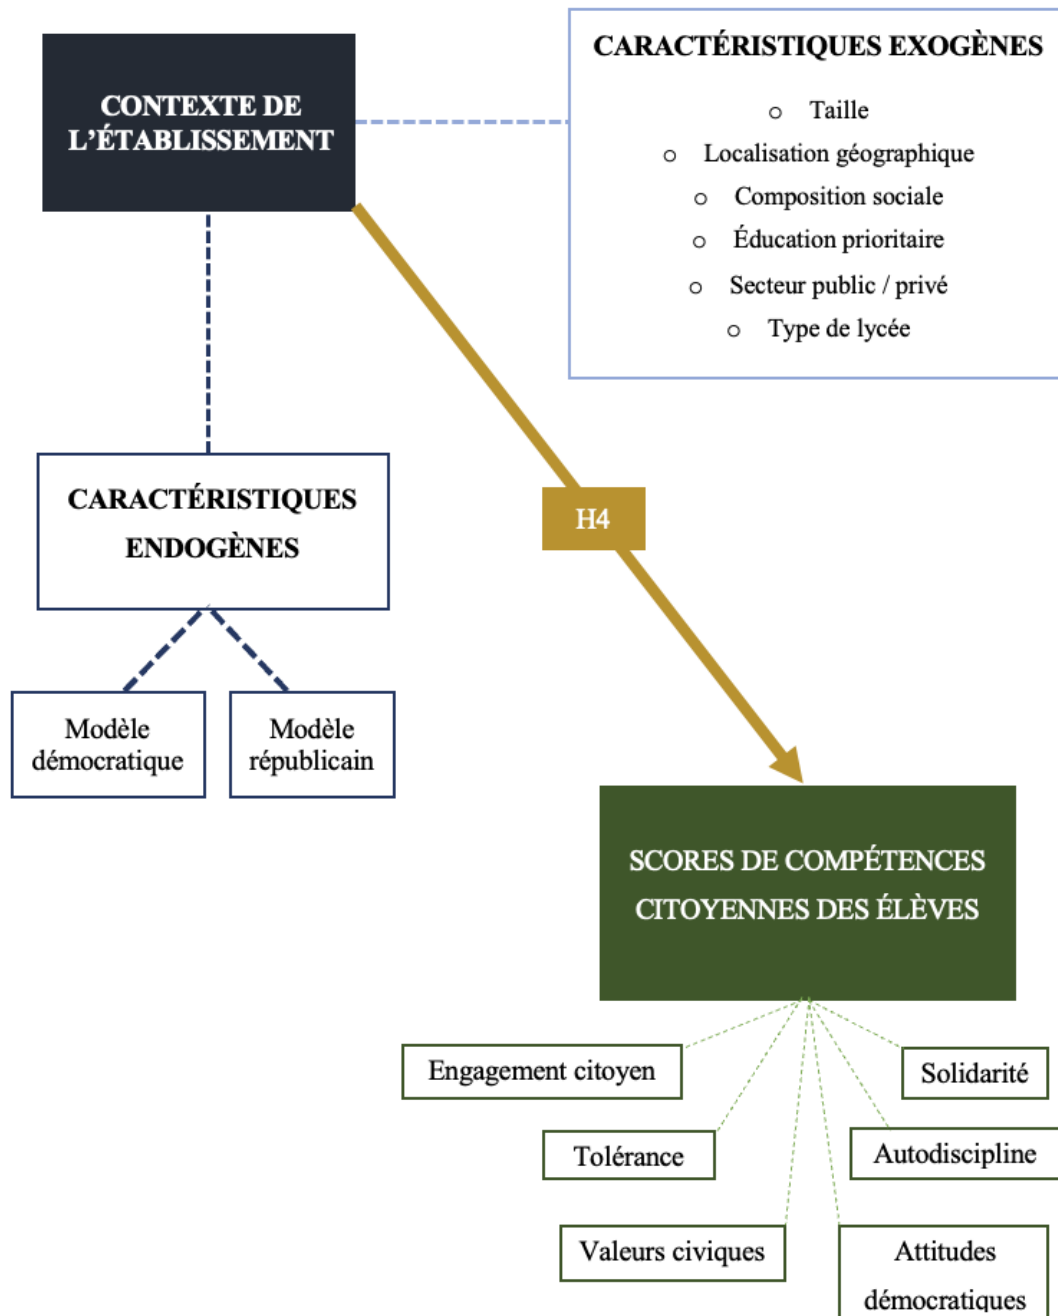 CONTEXTE DE
L’ÉTABLISSEMENT
CARACTÉRISTIQUES EXOGÈNES
o Taille
o Localisation géographique
o Composition sociale
o Éducation prioritaire
o Secteur public / privé
o Type de lycée
CARACTÉRISTIQUES
ENDOGÈNES
H4
Modèle
démocratique
Modèle
républicain
SCORES DE COMPÉTENCES
CITOYENNES DES ÉLÈVES
Engagement citoyen
Solidarité
Tolérance
Autodiscipline
Valeurs civiques
Attitudes
démocratiques